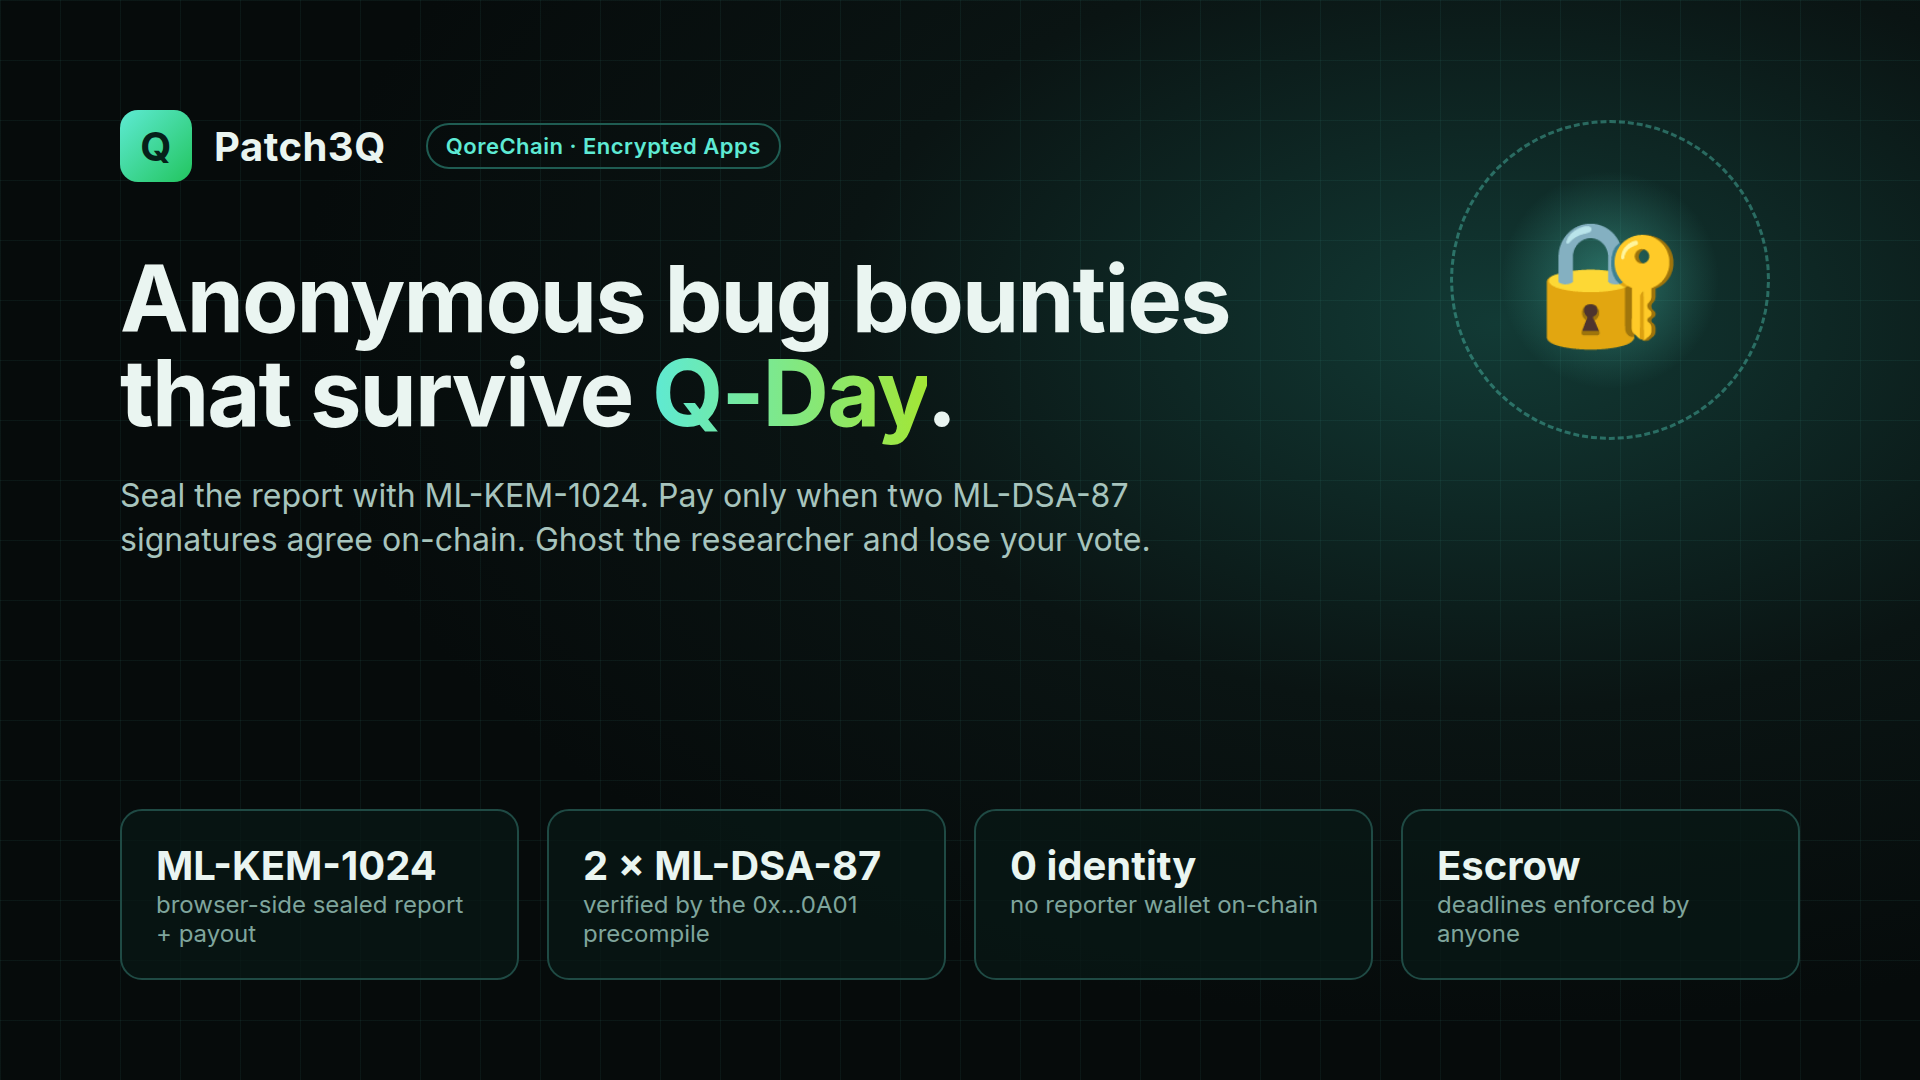 Q
Patch3Q
QoreChain · Encrypted Apps
Anonymous bug bounties
that survive Q-Day.
Seal the report with ML-KEM-1024. Pay only when two ML-DSA-87
signatures agree on-chain. Ghost the researcher and lose your vote.
ML-KEM-1024
browser-side sealed report
+ payout
2 × ML-DSA-87
verified by the 0x…0A01
precompile
0 identity
no reporter wallet on-chain
Escrow
deadlines enforced by
anyone